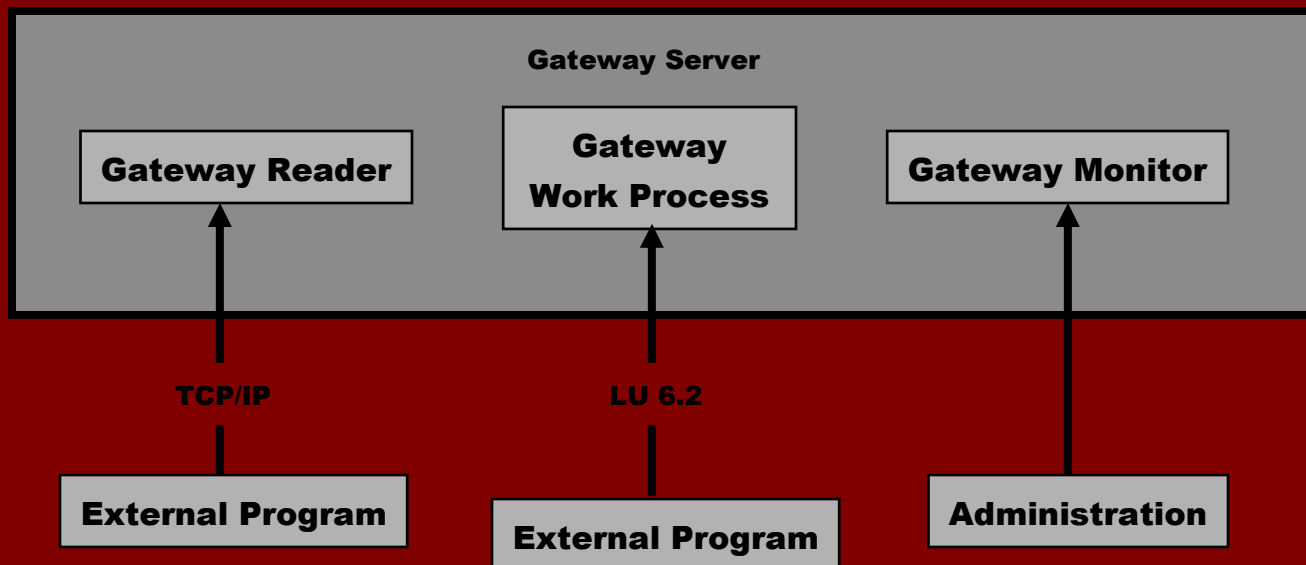 Gateway Server
Gateway Reader
Gateway
Work Process
Gateway Monitor
TCP/IP
LU 6.2
External Program
External Program
Administration